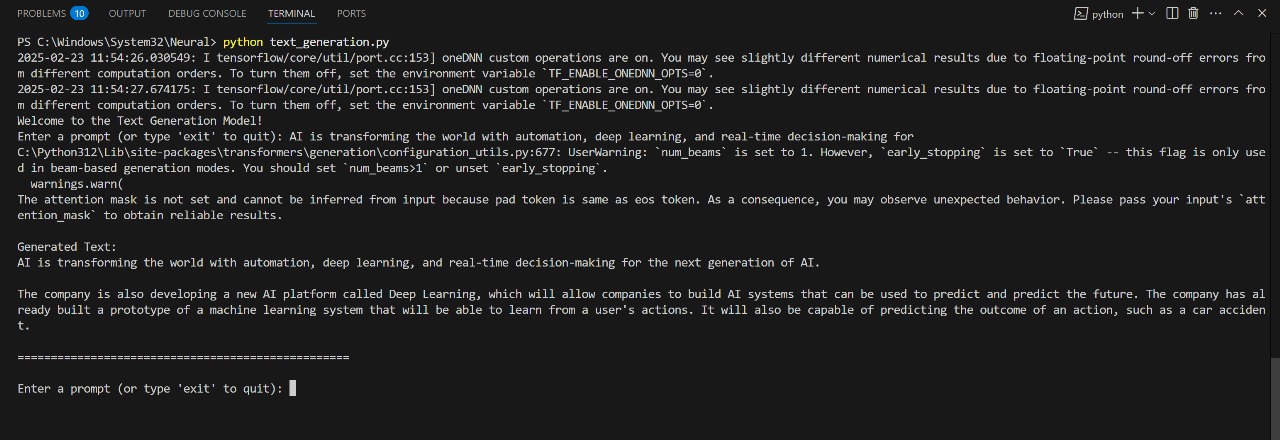 PROBLEMS 10 OUTPUT DEBUG CONSOLE TERMINAL PORTS python
PS C:\Windows\System32\Neural> python text_generation.py
2025-02-23 11:54:26.030549: I tensorflow/core/util/port.cc:153] oneDNN custom operations are on. You may see slightly different numerical results due to floating-point round-off errors fro
m different computation orders. To turn them off, set the environment variable `TF_ENABLE_ONEDNN_OPTS=0`.
2025-02-23 11:54:27.674175: I tensorflow/core/util/port.cc:153] oneDNN custom operations are on. You may see slightly different numerical results due to floating-point round-off errors fro
m different computation orders. To turn them off, set the environment variable `TF_ENABLE_ONEDNN_OPTS=0`.
Welcome to the Text Generation Model!
Enter a prompt (or type 'exit' to quit): AI is transforming the world with automation, deep learning, and real-time decision-making for
C:\Python312\Lib\site-packages\transformers\generation\configuration_utils.py:677: UserWarning: `num_beams` is set to 1. However, `early_stopping` is set to `True` -- this flag is only use
d in beam-based generation modes. You should set `num_beams>1` or unset `early_stopping`.
  warnings.warn(
The attention mask is not set and cannot be inferred from input because pad token is same as eos token. As a consequence, you may observe unexpected behavior. Please pass your input's `att
ention_mask` to obtain reliable results.
Generated Text:
AI is transforming the world with automation, deep learning, and real-time decision-making for the next generation of AI.
The company is also developing a new AI platform called Deep Learning, which will allow companies to build AI systems that can be used to predict and predict the future. The company has al
ready built a prototype of a machine learning system that will be able to learn from a user's actions. It will also be capable of predicting the outcome of an action, such as a car acciden
t.
==================================================
Enter a prompt (or type 'exit' to quit):